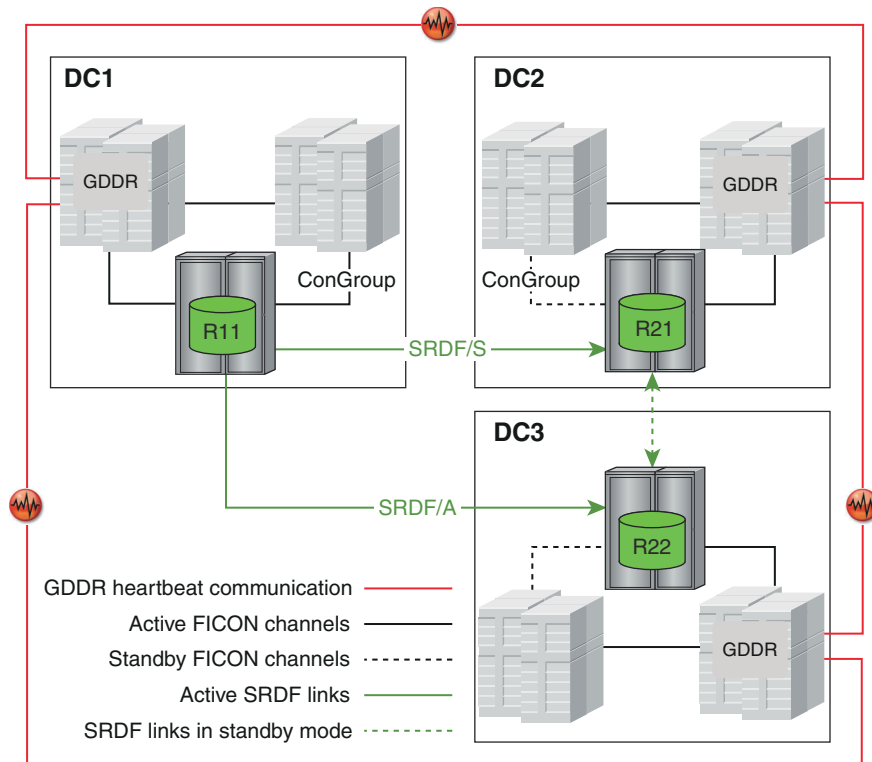 DC1
GDDR
ConGroup
R11
DC2
GDDR
ConGroup
R21
SRDF/S
DC3
SRDF/A
R22
GDDR
GDDR heartbeat communication
Active FICON channels
Standby FICON channels
Active SRDF links
SRDF links in standby mode